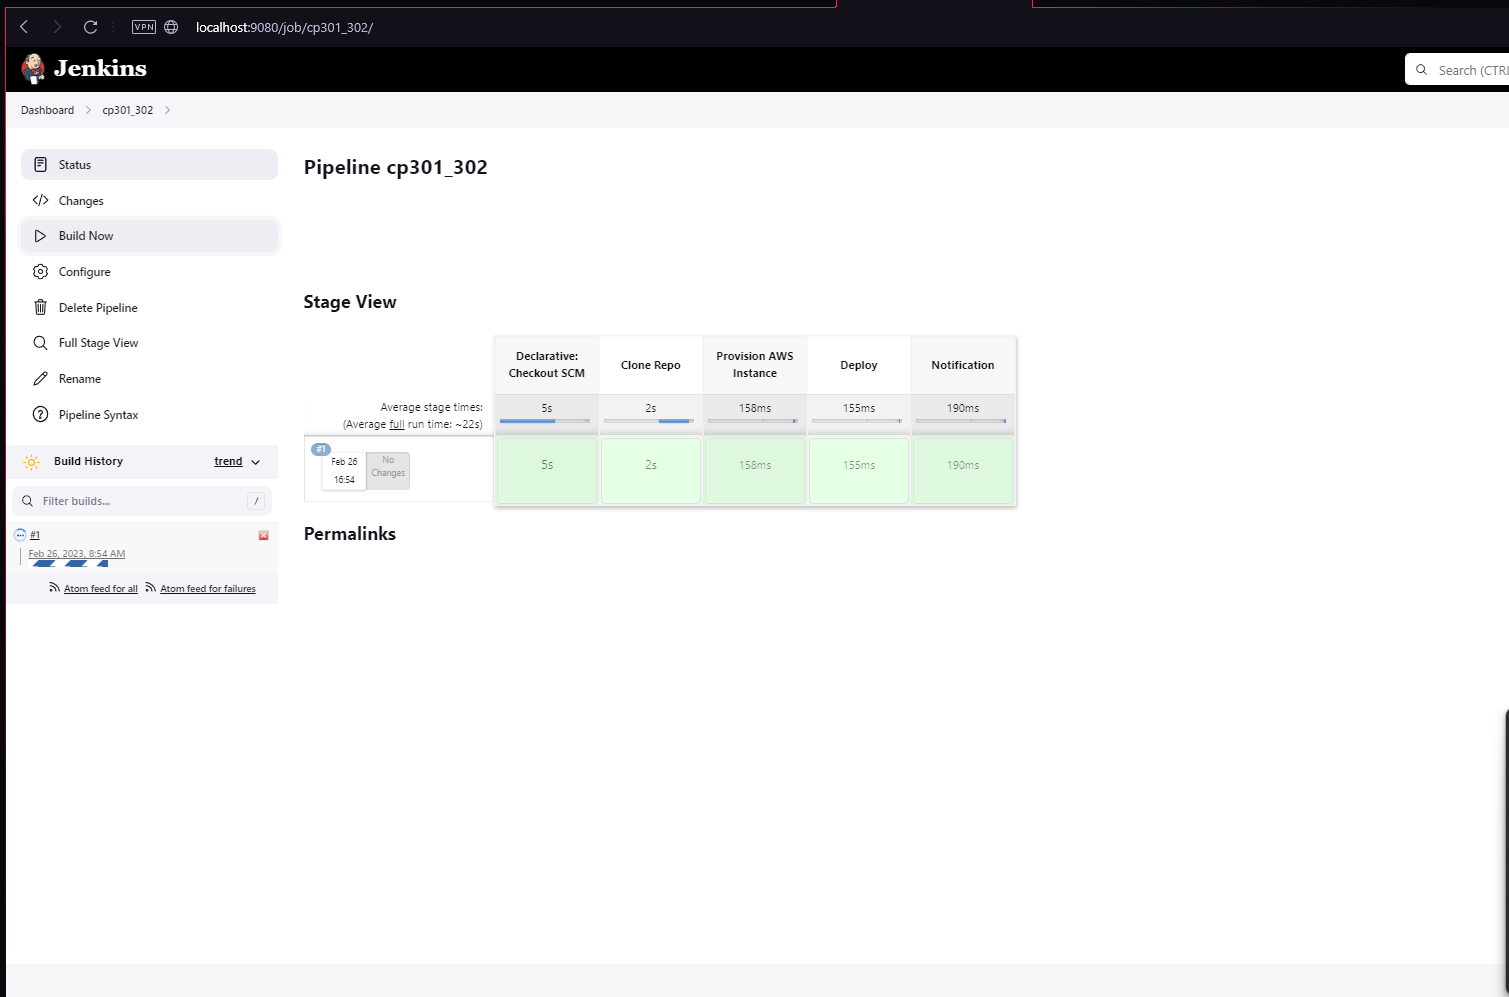 VPN
localhost:9080/job/cp301_302/
Jenkins
Search (CTRL
Dashboard
cp301_302
Status
Changes
Build Now
Configure
Delete Pipeline
Full Stage View
Rename
Pipeline Syntax
Build History
trend
Filter builds...
/
#1
Feb 26, 2023, 8:54 AM
Atom feed for all
Atom feed for failures
Pipeline cp301_302
Stage View
Declarative: Checkout SCM
Clone Repo
Provision AWS Instance
Deploy
Notification
Average stage times:
5s
2s
158ms
155ms
190ms
(Average full run time: ~22s)
#1
Feb 26
16:54
No Changes
5s
2s
158ms
155ms
190ms
Permalinks